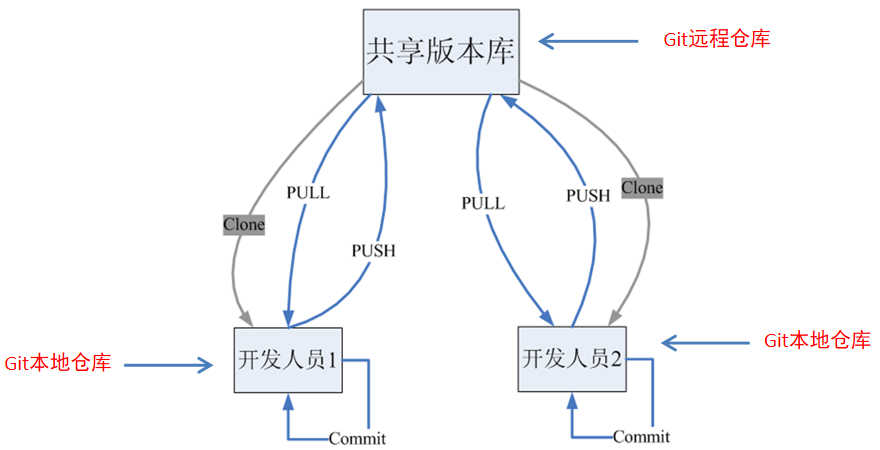 共享版本库
Git远程仓库
PULL
PULL
PUSH
Clone
Clone
PUSH
Git本地仓库
开发人员1
开发人员2
Git本地仓库
Commit
Commit